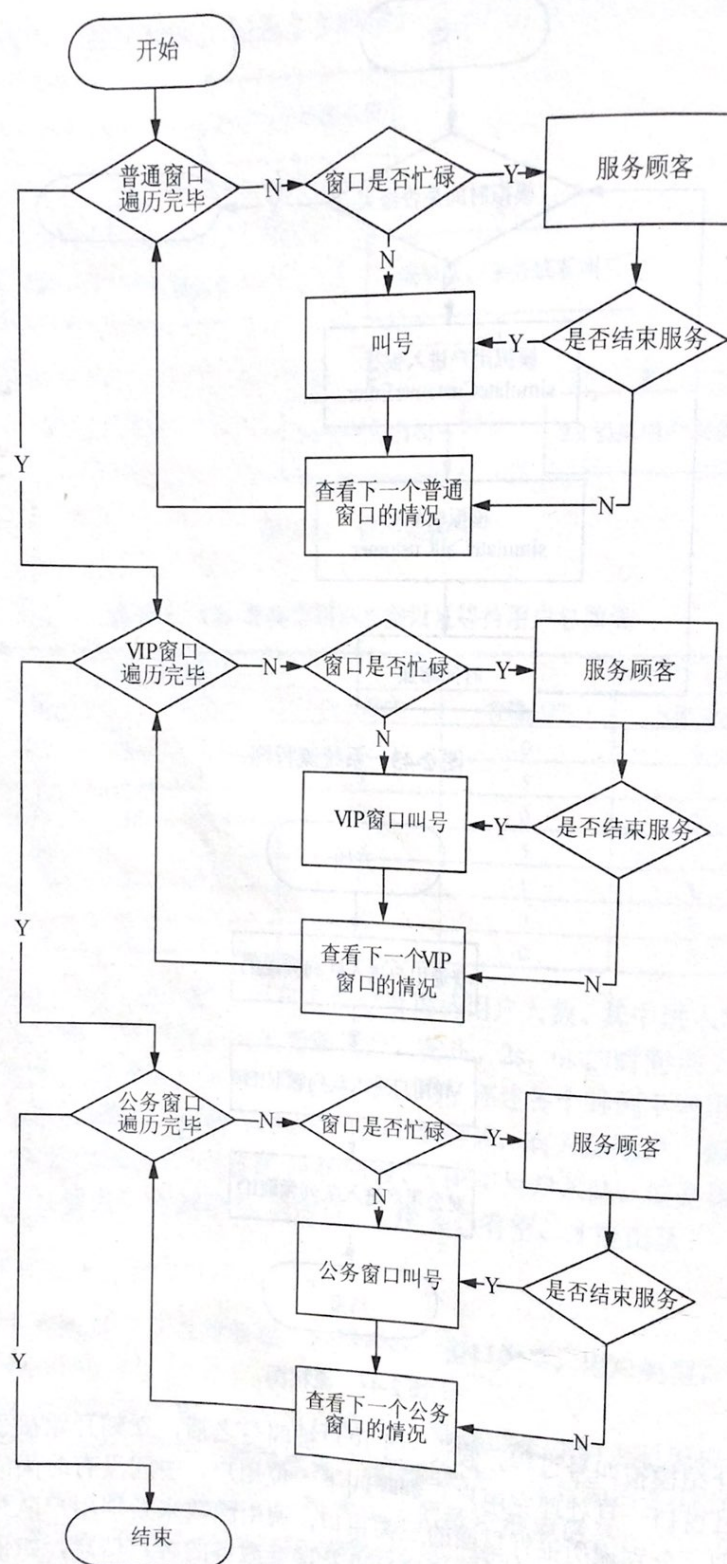 开始
普通窗口
遍历完毕
N
窗口是否忙碌
Y
服务顾客
N
叫号
Y
是否结束服务
Y
查看下一个普通
窗口的情况
N
VIP窗口
遍历完毕
N
窗口是否忙碌
Y
服务顾客
N
VIP窗口叫号
Y
是否结束服务
Y
查看下一个VIP
窗口的情况
N
公务窗口
遍历完毕
N
窗口是否忙碌
Y
服务顾客
N
公务窗口叫号
Y
是否结束服务
Y
查看下一个公务
窗口的情况
N
结束